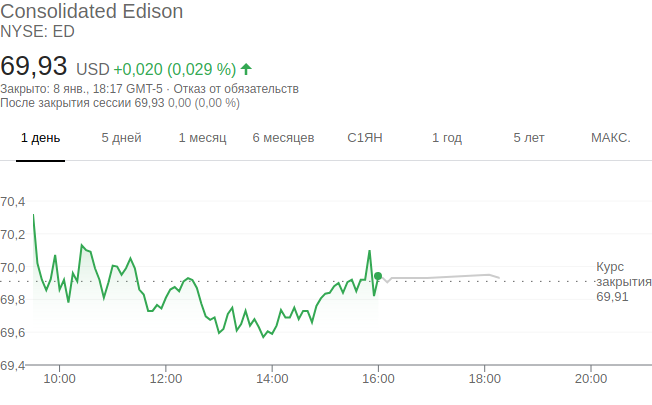 Consolidated Edison
NYSE: ED
69,93 USD +0,020 (0,029 %)
Закрыто: 8 янв., 18:17 GMT-5 · Отказ от обязательств
После закрытия сессии 69,93 0,00 (0,00 %)
1 день 5 дней 1 месяц 6 месяцев С1ЯН 1 год 5 лет МАКС.
70,4
70,2
70,0
69,8
69,6
69,4
Курс
закрытия
69,91
10:00 12:00 14:00 16:00 18:00 20:00